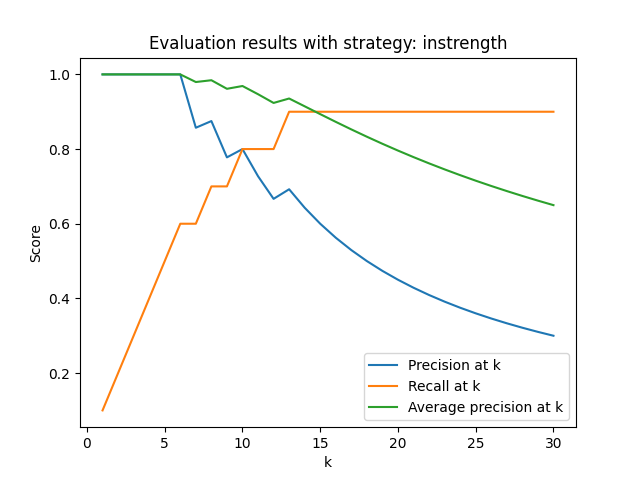 Evaluation results with strategy: instrength
1.0
0.8
0.6
0.4
0.2
Score
0 5 10 15 20 25 30
k
Precision at k
Recall at k
Average precision at k